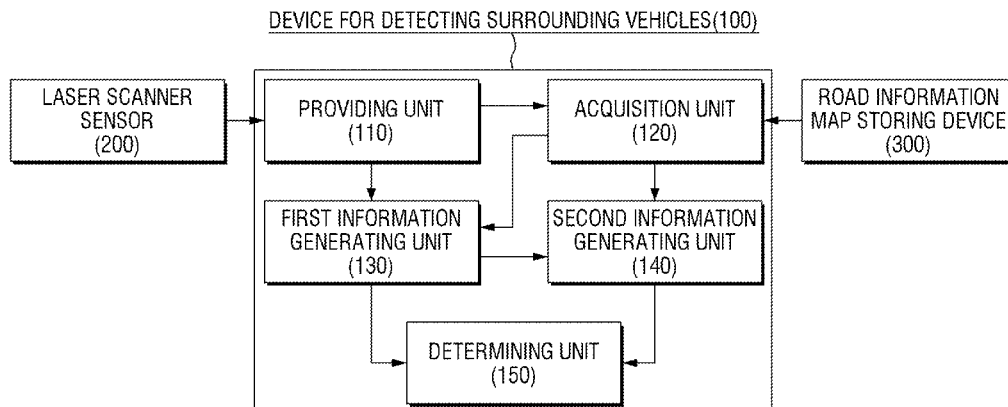 DEVICE FOR DETECTING SURROUNDING VEHICLES(100)
LASER SCANNER
SENSOR
(200)
PROVIDING UNIT
(110)
ACQUISITION UNIT
(120)
ROAD INFORMATION
MAP STORING DEVICE
(300)
FIRST INFORMATION
GENERATING UNIT
(130)
SECOND INFORMATION
GENERATING UNIT
(140)
DETERMINING UNIT
(150)